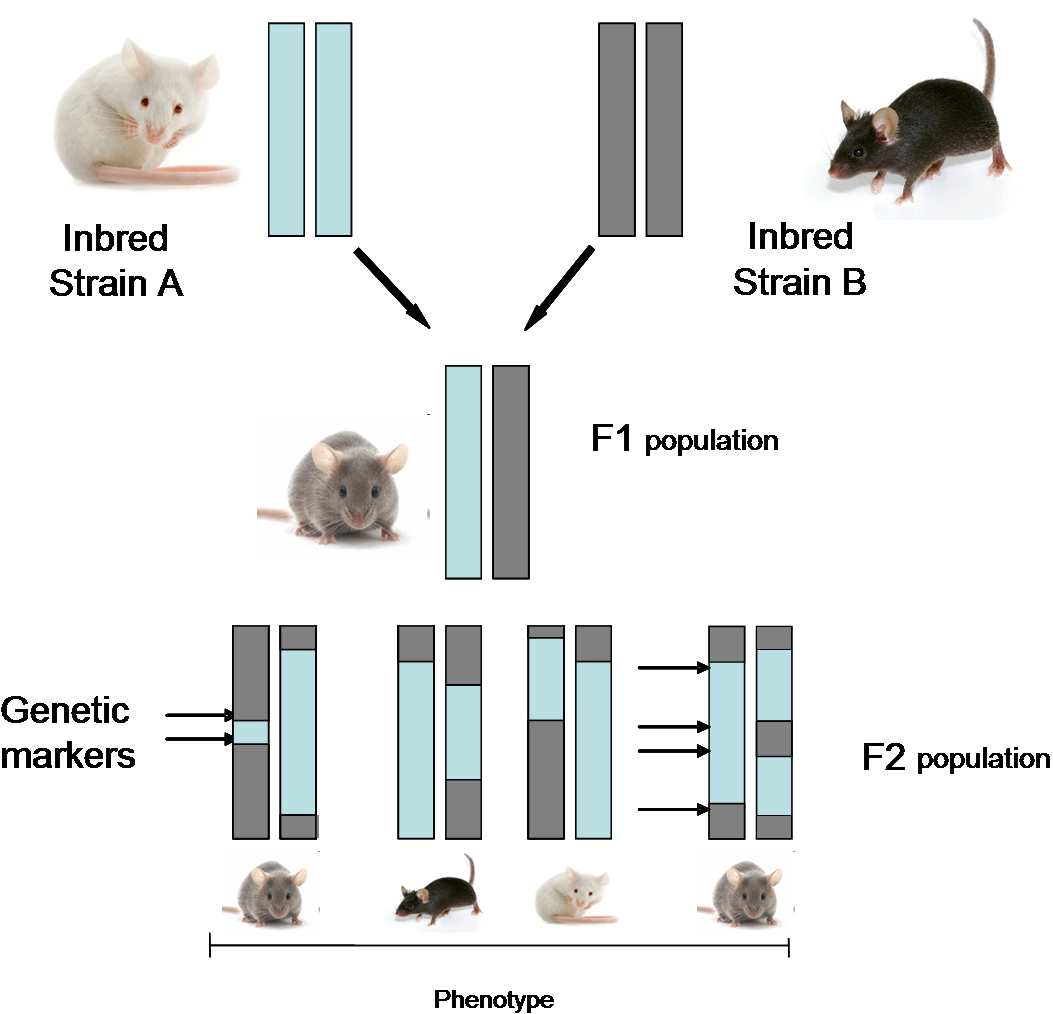 Inbred
Strain A
Inbred
Strain B
F1 population
Genetic
markers
F2 population
Phenotype